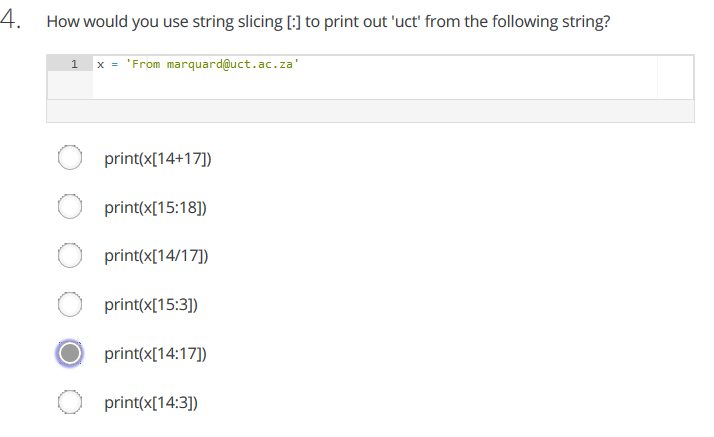 4. How would you use string slicing [:] to print out 'uct' from the following string?
1 x = 'From marquard@uct.ac.za'
print(x[14+17])
print(x[15:18])
print(x[14/17])
print(x[15:3])
print(x[14:17])
print(x[14:3])